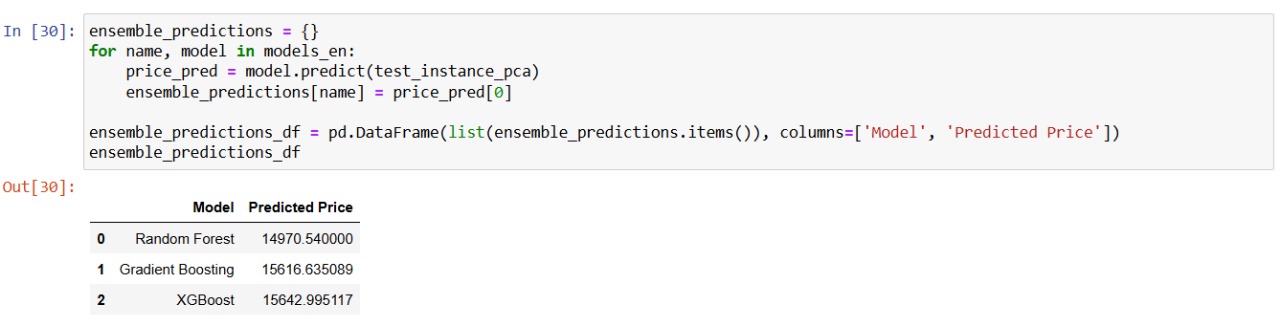 In [30]: ensemble_predictions = {}
for name, model in models_en:
    price_pred = model.predict(test_instance_pca)
    ensemble_predictions[name] = price_pred[0]
ensemble_predictions_df = pd.DataFrame(list(ensemble_predictions.items()), columns=['Model', 'Predicted Price'])
ensemble_predictions_df
Out[30]:
Model Predicted Price
0 Random Forest 14970.540000
1 Gradient Boosting 15616.635089
2 XGBoost 15642.995117